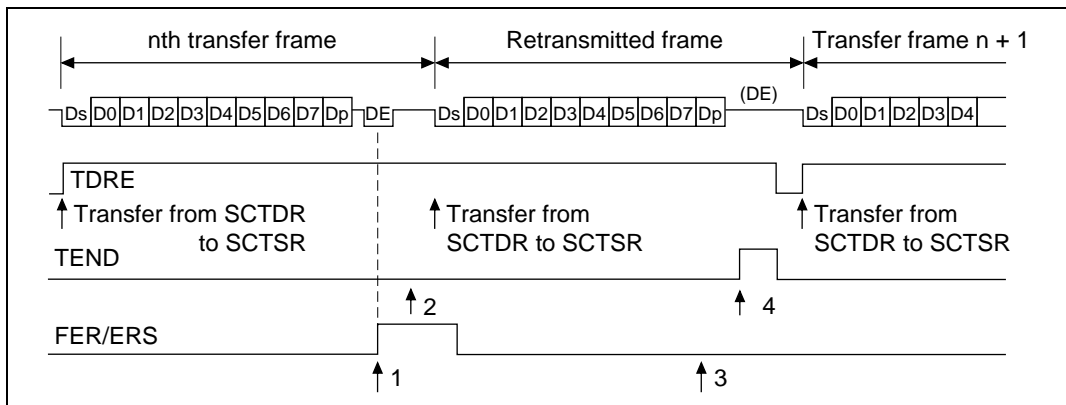 nth transfer frame Retransmitted frame Transfer frame n + 1
(DE)
Ds D0 D1 D2 D3 D4 D5 D6 D7 Dp DE Ds D0 D1 D2 D3 D4 D5 D6 D7 Dp Ds D0 D1 D2 D3 D4
TDRE
Transfer from SCTDR Transfer from Transfer from
to SCTSR SCTDR to SCTSR SCTDR to SCTSR
TEND
2 4
FER/ERS
1 3